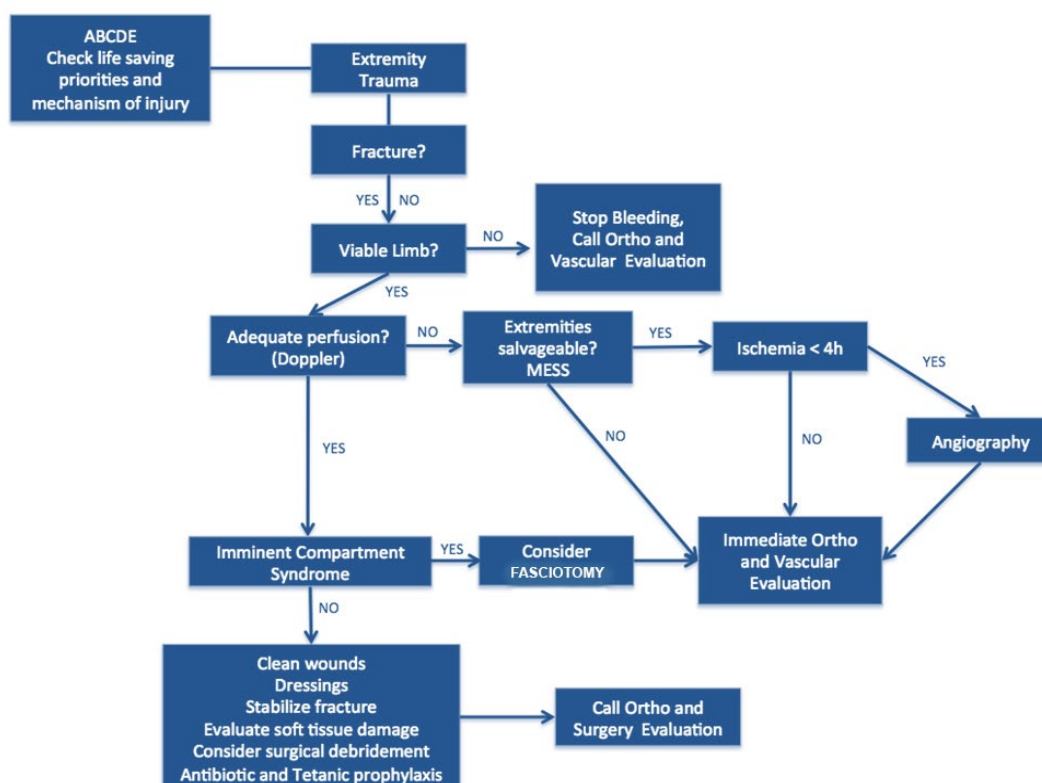 ABCDE
Check life saving
priorities and
mechanism of injury
Extremity
Trauma
Fracture?
YES
NO
Viable Limb?
NO
Stop Bleeding,
Call Ortho and
Vascular Evaluation
YES
Adequate perfusion?
(Doppler)
NO
Extremities
salvageable?
MESS
YES
Ischemia < 4h
YES
NO
NO
Angiography
YES
Imminent Compartment
Syndrome
YES
Consider
FASCIOTOMY
Immediate Ortho
and Vascular
Evaluation
NO
Clean wounds
Dressings
Stabilize fracture
Evaluate soft tissue damage
Consider surgical debridement
Antibiotic and Tetanic prophylaxis
Call Ortho and
Surgery Evaluation